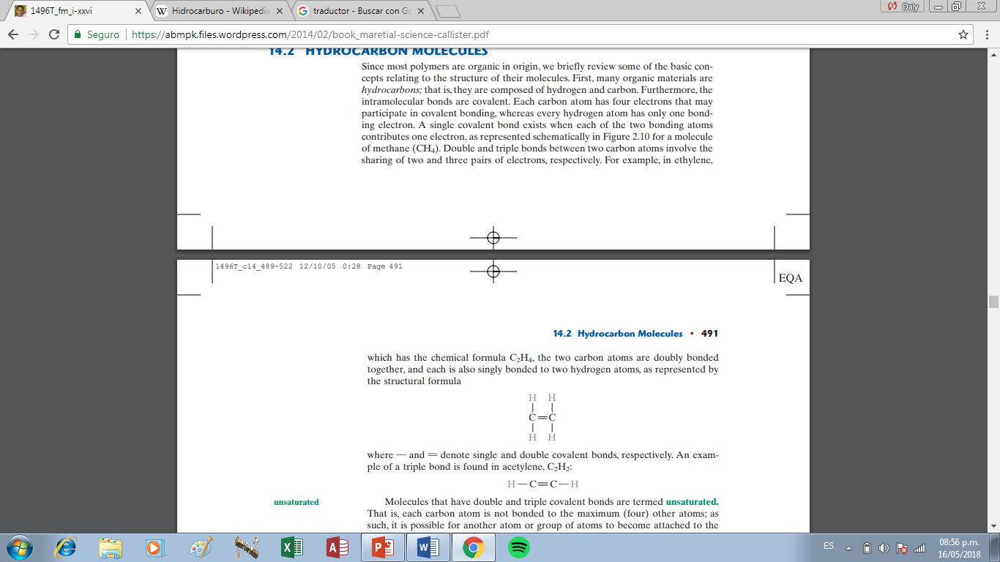 1496T_fm_i-xxvi
Hidrocarburo - Wikipedia
traductor - Buscar con Go
Daly
Seguro | https://abmpk.files.wordpress.com/2014/02/book_maretial-science-callister.pdf
14.2 HYDROCARBON MOLECULES
Since most polymers are organic in origin, we briefly review some of the basic con-
cepts relating to the structure of their molecules. First, many organic materials are
hydrocarbons; that is, they are composed of hydrogen and carbon. Furthermore, the
intramolecular bonds are covalent. Each carbon atom has four electrons that may
participate in covalent bonding, whereas every hydrogen atom has only one bond-
ing electron. A single covalent bond exists when each of the two bonding atoms
contributes one electron, as represented schematically in Figure 2.10 for a molecule
of methane (CH₄). Double and triple bonds between two carbon atoms involve the
sharing of two and three pairs of electrons, respectively. For example, in ethylene,
1496T_c14_489-522 12/10/05 0:28 Page 491
EQA
14.2 Hydrocarbon Molecules • 491
which has the chemical formula C₂H₄, the two carbon atoms are doubly bonded
together, and each is also singly bonded to two hydrogen atoms, as represented by
the structural formula
H H
| |
C=C
| |
H H
where — and = denote single and double covalent bonds, respectively. An exam-
ple of a triple bond is found in acetylene, C₂H₂:
H—C≡C—H
unsaturated
Molecules that have double and triple covalent bonds are termed unsaturated.
That is, each carbon atom is not bonded to the maximum (four) other atoms; as
such, it is possible for another atom or group of atoms to become attached to the
ES
08:56 p.m.
16/05/2018